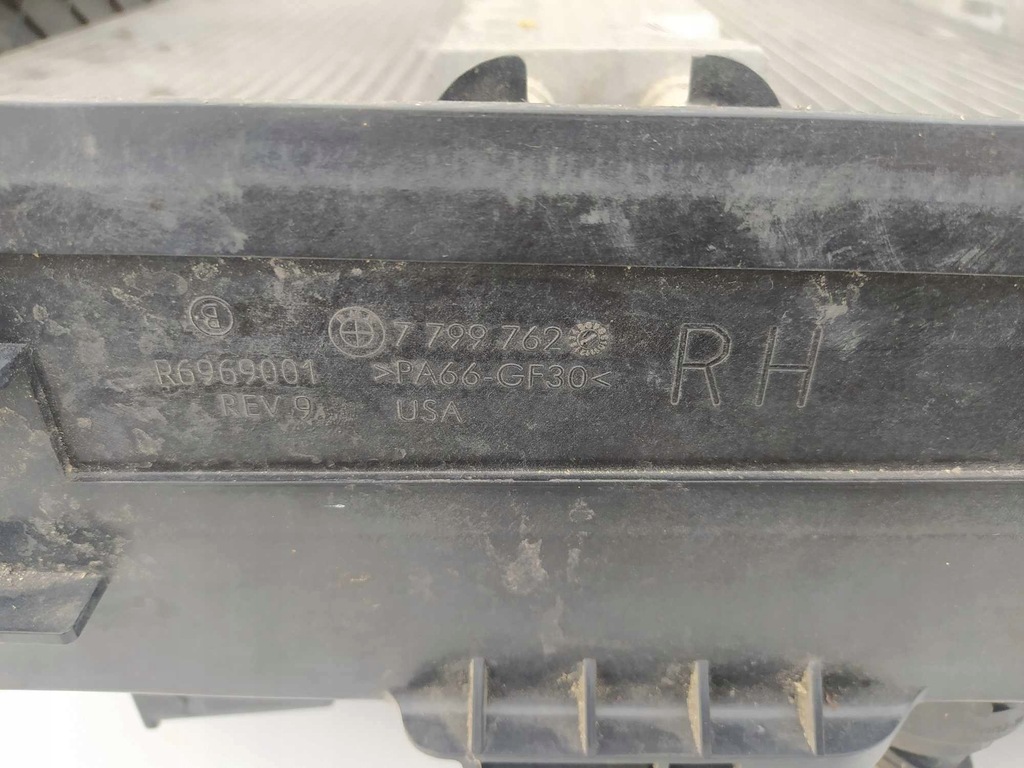 B
7 799 762
R6969001 >PA66-GF30<
REV 9 USA
RH